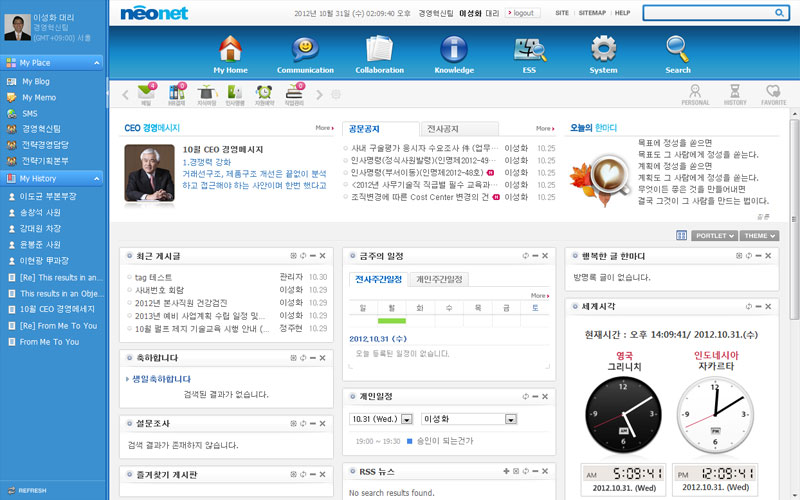 이성화 대리
경영혁신팀
(GMT+09:00) 서울
My Place
My Blog
My Memo
SMS
경영혁신팀
전략경영담당
전략기획본부
My History
이도균 부본부장
송창석 사원
강대원 차장
윤봉준 사원
이현광 甲과장
[Re] This results in an...
This results in an Obje...
10월 CEO 경영메세지
[Re] From Me To You
From Me To You
REFRESH
neonet
2012년 10월 31일 (수) 02:09:40 오후 경영혁신팀 이성화 대리 logout
SITE | SITEMAP | HELP
My Home
Communication
Collaboration
Knowledge
ESS
System
Search
4
0
메일
자원예약
PERSONAL
HISTORY
FAVORITE
CEO 경영메시지
More
10월 CEO 경영메시지
1.경쟁력 강화
거래선구조, 제품구조 개선은 끝없이 분석
하고 접근해야 하는 사안이며 한번 했다고
공문공지
전사공지
More
사내 구술평가 응시자 수요조사 件 (업무... 이성화 10.25
인사명령(정식사원발령)(인명제2012-49... 이성화 10.25
인사명령(부서이동)(인명제2012-48호) 이성화 10.25
<2012년 사무기술직 직급별 필수 교육과... 이성화 10.25
조직변경에 따른 Cost Center 변경의 건 이성화 10.25
오늘의 한마디
목표에 정성을 쏟으면
목표도 그 사람에게 정성을 쏟는다.
계획에 정성을 쏟으면
계획도 그 사람에게 정성을 쏟는다.
무엇이든 좋은 것을 만들어내면
결국 그것이 그 사람을 만드는 법이다.
짐 론
PORTLET
THEME
최근 게시글
tag 테스트 관리자 10.30
사내번호 회람 이성화 10.29
2012년 본사직원 건강검진 이성화 10.29
2013년 예비 사업계획 수립 일정 및... 이성화 10.29
10월 펄프 제지 기술교육 시행 안내 (... 정주현 10.29
축하합니다
생일축하합니다
검색된 결과가 없습니다.
설문조사
검색 결과가 존재하지 않습니다.
즐겨찾기 게시판
금주의 일정
전사주간일정
개인주간일정
More
일 월 화 수 목 금 토
2012.10.31 (수)
오늘 등록된 일정이 없습니다.
개인일정
10.31 (Wed.)
이성화
19:00 ~ 19:30 승인이 되는건가
RSS 뉴스
No search results found.
행복한 글 한마디
방명록 글이 없습니다.
세계시각
현재시간 : 오후 14:09:41/ 2012.10.31.(수)
영국
그리니치
인도네시아
자카르타
12
3
6
9
AM
12
3
6
9
PM
AM 5:09:41
2012.10.31. (Wed)
PM 12:09:41
2012.10.31. (Wed)